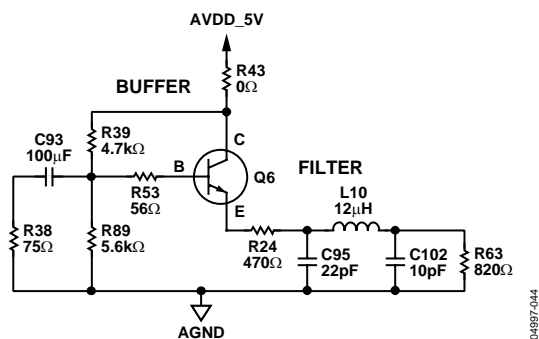 AVDD_5V
R43
0Ω
BUFFER
C93
100μF
R39
4.7kΩ
C
B
Q6
FILTER
R53
56Ω
E
L10
12μH
R38
75Ω
R89
5.6kΩ
R24
470Ω
C95
22pF
C102
10pF
R63
820Ω
AGND
04997-044